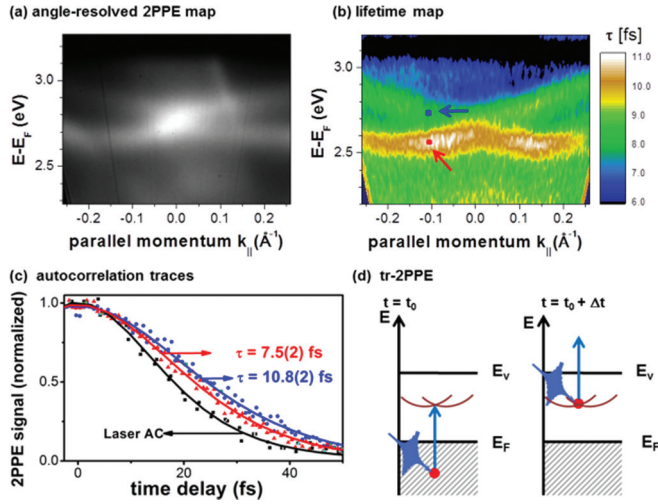 (a) angle-resolved 2PPE map
(b) lifetime map
τ [fs]
3.0
2.5
E-E_F (eV)
-0.2 -0.1 0.0 0.1 0.2
parallel momentum k_||(Å⁻¹)
3.0
2.5
E-E_F (eV)
-0.2 -0.1 0.0 0.1 0.2
parallel momentum k_||(Å⁻¹)
11.0
10.0
9.0
8.0
7.0
6.0
(c) autocorrelation traces
1.0
0.5
0.0
2PPE signal (normalized)
τ = 7.5(2) fs
τ = 10.8(2) fs
Laser AC
0 20 40
time delay (fs)
(d) tr-2PPE
t = t₀
E
E_V
E_F
t = t₀ + Δt
E
E_V
E_F